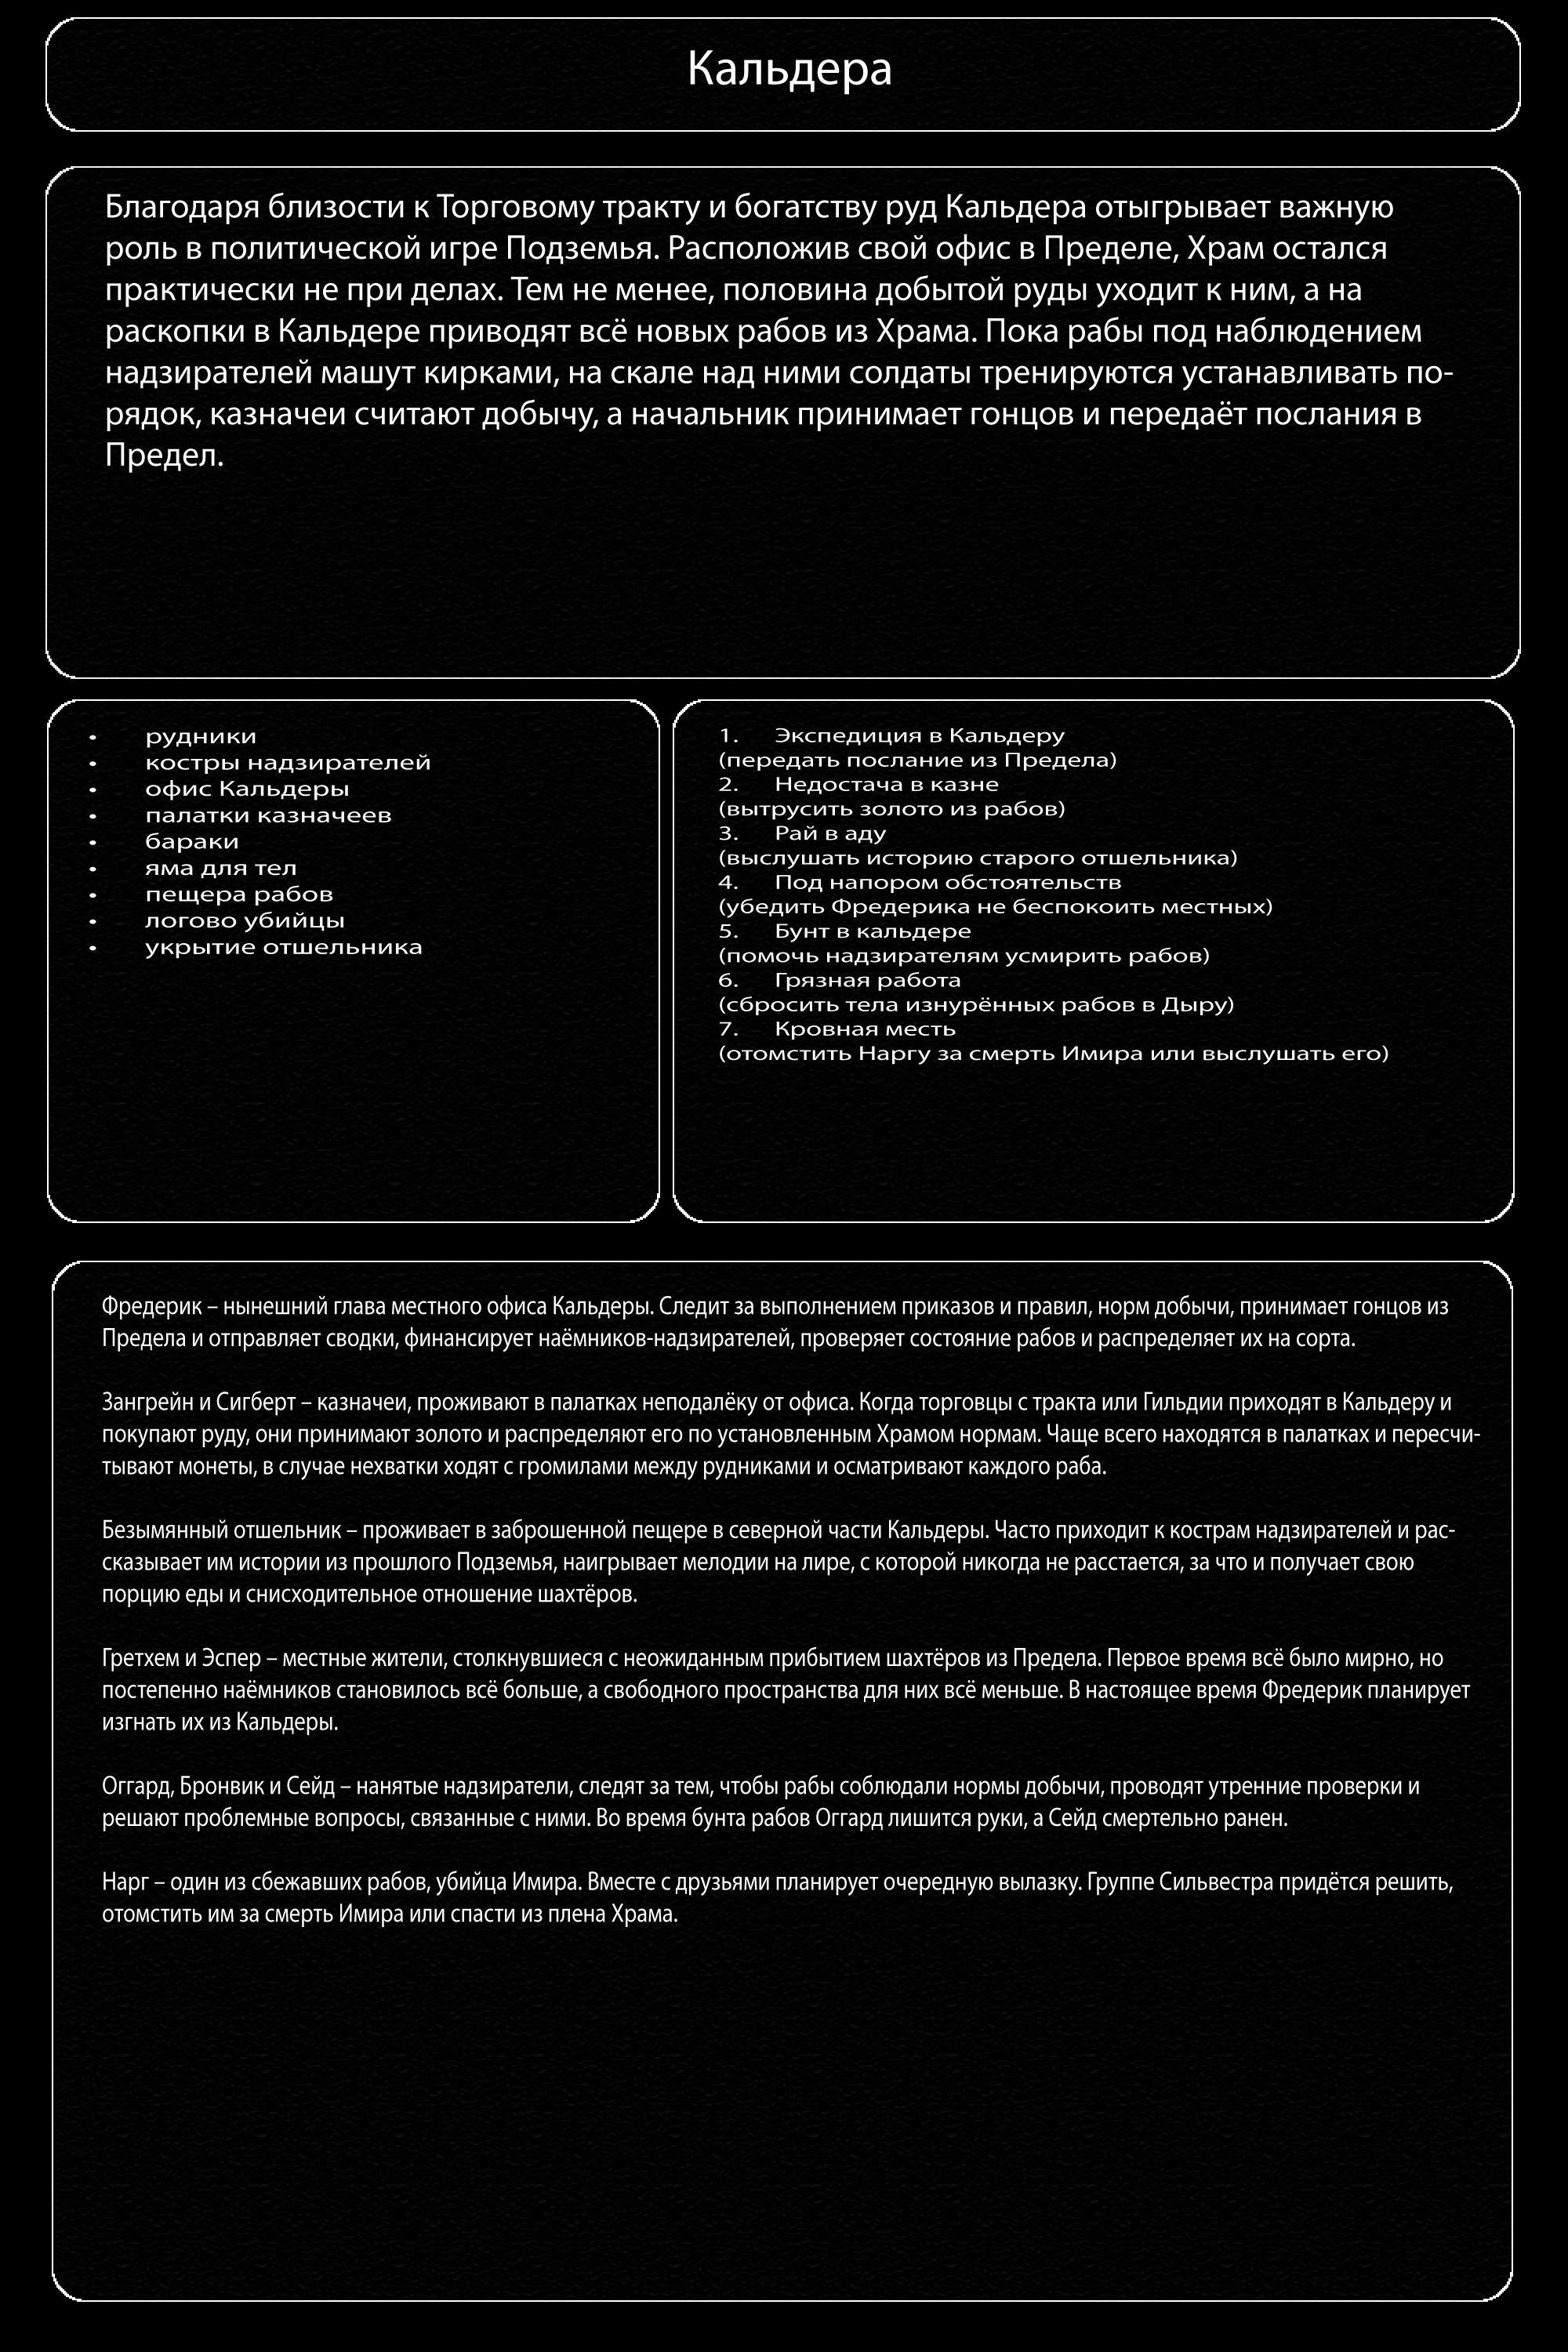 Кальдера
Благодаря близости к Торговому тракту и богатству руд Кальдера отыгрывает важную
роль в политической игре Подземья. Расположив свой офис в Пределе, Храм остался
практически не при делах. Тем не менее, половина добытой руды уходит к ним, а на
раскопки в Кальдере приводят всё новых рабов из Храма. Пока рабы под наблюдением
надзирателей машут кирками, на скале над ними солдаты тренируются устанавливать по-
рядок, казначеи считают добычу, а начальник принимает гонцов и передаёт послания в
Предел.
• рудники
• костры надзирателей
• офис Кальдеры
• палатки казначеев
• бараки
• яма для тел
• пещера рабов
• логово убийцы
• укрытие отшельника
1. Экспедиция в Кальдеру
(передать послание из Предела)
2. Недостача в казне
(вытрусить золото из рабов)
3. Рай в аду
(выслушать историю старого отшельника)
4. Под напором обстоятельств
(убедить Фредерика не беспокоить местных)
5. Бунт в кальдере
(помочь надзирателям усмирить рабов)
6. Грязная работа
(сбросить тела изнурённых рабов в Дыру)
7. Кровная месть
(отомстить Наргу за смерть Имира или выслушать его)
Фредерик – нынешний глава местного офиса Кальдеры. Следит за выполнением приказов и правил, норм добычи, принимает гонцов из
Предела и отправляет сводки, финансирует наёмников-надзирателей, проверяет состояние рабов и распределяет их на сорта.
Зангрейн и Сигберт – казначеи, проживают в палатках неподалёку от офиса. Когда торговцы с тракта или Гильдии приходят в Кальдеру и
покупают руду, они принимают золото и распределяют его по установленным Храмом нормам. Чаще всего находятся в палатках и пересчи-
тывают монеты, в случае нехватки ходят с громилами между рудниками и осматривают каждого раба.
Безымянный отшельник – проживает в заброшенной пещере в северной части Кальдеры. Часто приходит к кострам надзирателей и рас-
сказывает им истории из прошлого Подземья, наигрывает мелодии на лире, с которой никогда не расстается, за что и получает свою
порцию еды и снисходительное отношение шахтёров.
Гретхем и Эспер – местные жители, столкнувшиеся с неожиданным прибытием шахтёров из Предела. Первое время всё было мирно, но
постепенно наёмников становилось всё больше, а свободного пространства для них всё меньше. В настоящее время Фредерик планирует
изгнать их из Кальдеры.
Оггард, Бронвик и Сейд – нанятые надзиратели, следят за тем, чтобы рабы соблюдали нормы добычи, проводят утренние проверки и
решают проблемные вопросы, связанные с ними. Во время бунта рабов Оггард лишится руки, а Сейд смертельно ранен.
Нарг – один из сбежавших рабов, убийца Имира. Вместе с друзьями планирует очередную вылазку. Группе Сильвестра придётся решить,
отомстить им за смерть Имира или спасти из плена Храма.